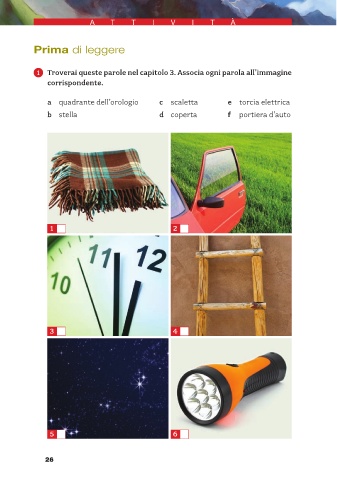 ATTIVITÀ
Prima di leggere
1 Troverai queste parole nel capitolo 3. Associa ogni parola all'immagine
corrispondente.
a quadrante dell'orologio c scaletta e torcia elettrica
b stella d coperta f portiera d'auto
1 2
10 11 12
3 4
5 6
26